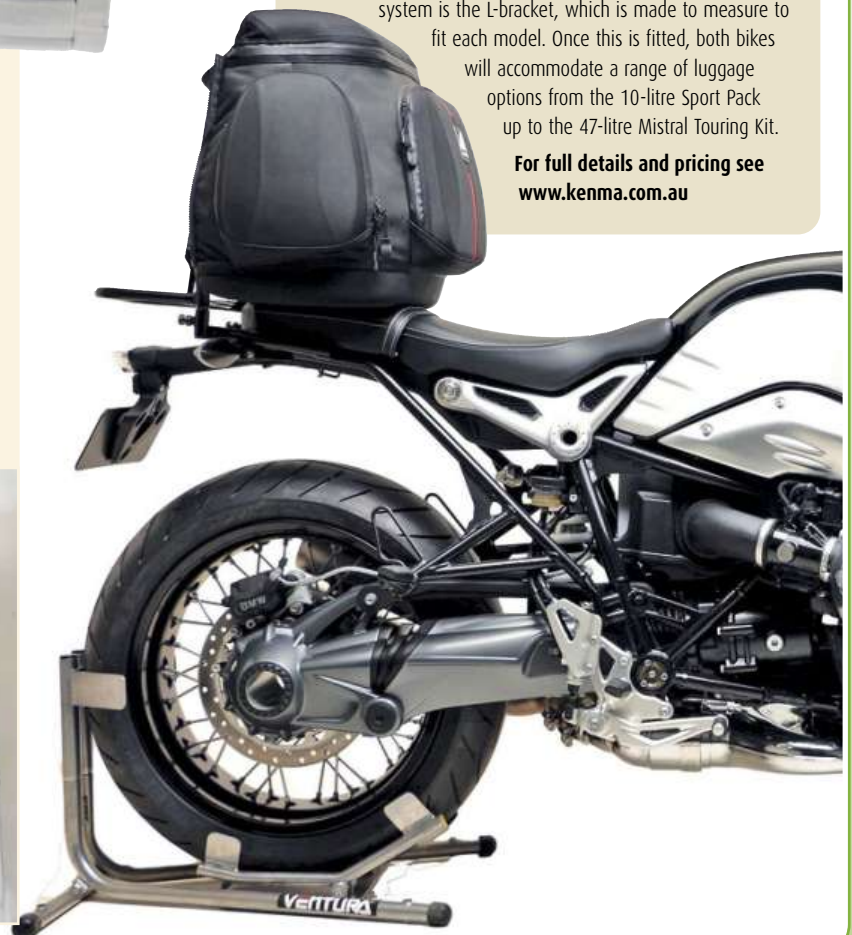 system is the L-bracket, which is made to measure to
fit each model. Once this is fitted, both bikes
will accommodate a range of luggage
options from the 10-litre Sport Pack
up to the 47-litre Mistral Touring Kit.
For full details and pricing see
www.kenma.com.au
BMW
VENTURA